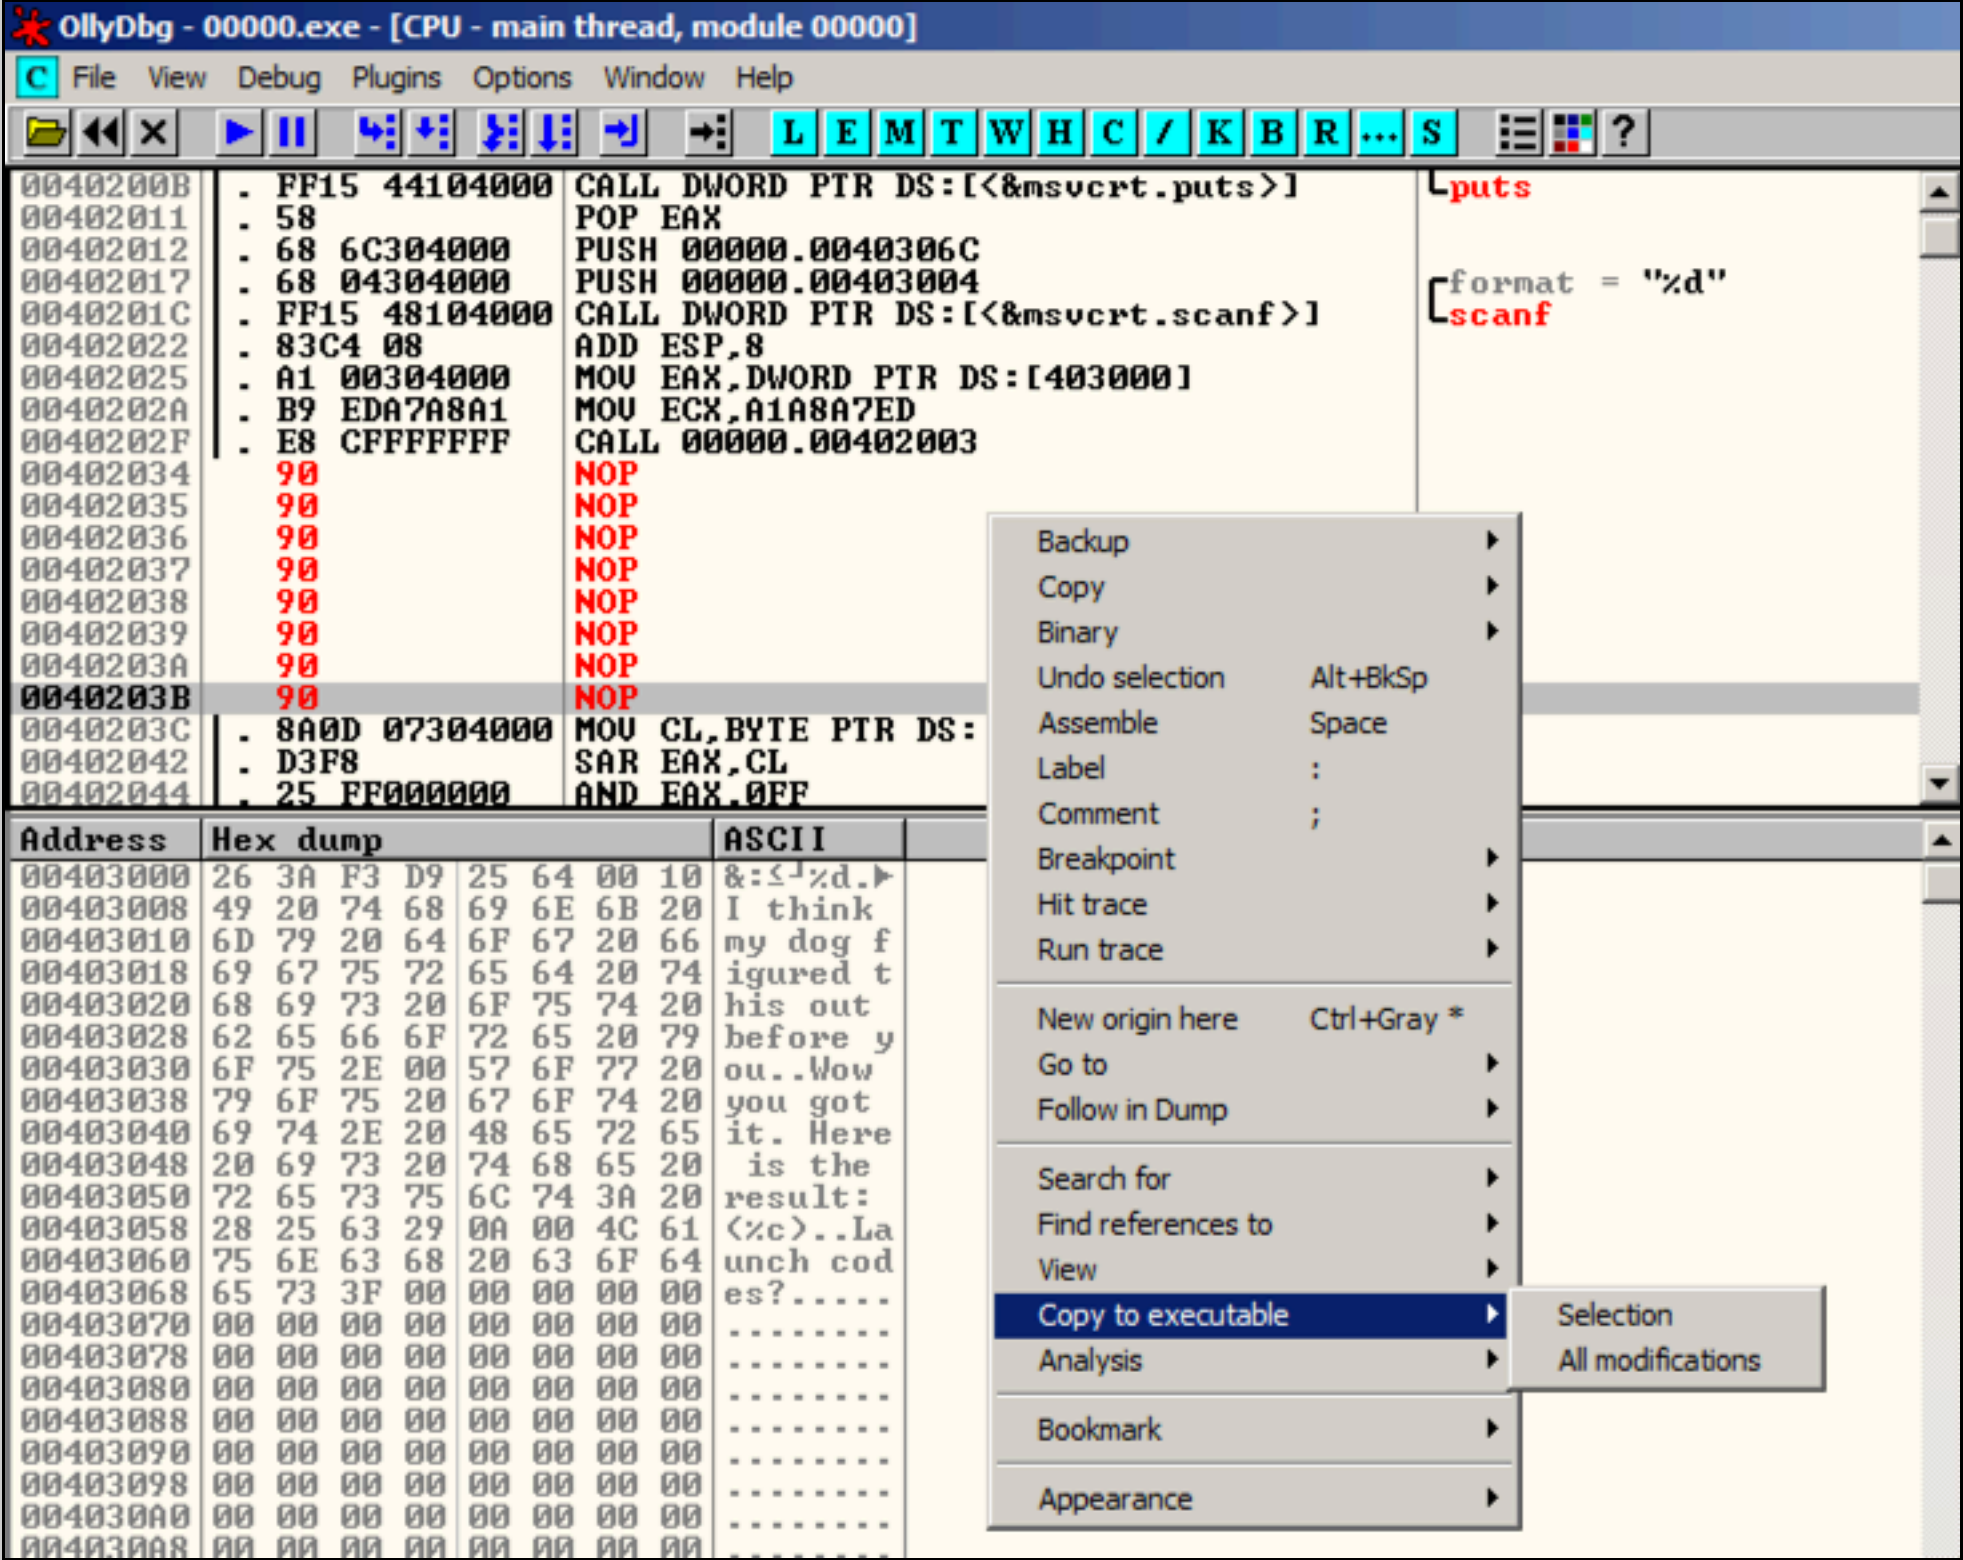 OllyDbg - 00000.exe - [CPU - main thread, module 00000]
C File View Debug Plugins Options Window Help
L E M T W H C / K B R ... S ?
0040200B . FF15 44104000 CALL DWORD PTR DS:[<&msvcrt.puts>] puts
00402011 . 58 POP EAX
00402012 . 68 6C304000 PUSH 00000.0040306C
00402017 . 68 04304000 PUSH 00000.00403004 format = "%d"
0040201C . FF15 48104000 CALL DWORD PTR DS:[<&msvcrt.scanf>] scanf
00402022 . 83C4 08 ADD ESP,8
00402025 . A1 00304000 MOV EAX,DWORD PTR DS:[403000]
0040202A . B9 EDA7A8A1 MOV ECX,A1A8A7ED
0040202F . E8 CFFFFFFF CALL 00000.00402003
00402034 90 NOP
00402035 90 NOP
00402036 90 NOP
00402037 90 NOP
00402038 90 NOP
00402039 90 NOP
0040203A 90 NOP
0040203B 90 NOP
0040203C . 8A0D 07304000 MOV CL,BYTE PTR DS:
00402042 . D3F8 SAR EAX,CL
00402044 . 25 FF000000 AND EAX,0FF
Address Hex dump ASCII
00403000 26 3A F3 D9 25 64 00 10 &:≤┘%d.►
00403008 49 20 74 68 69 6E 6B 20 I think
00403010 6D 79 20 64 6F 67 20 66 my dog f
00403018 69 67 75 72 65 64 20 74 igured t
00403020 68 69 73 20 6F 75 74 20 his out
00403028 62 65 66 6F 72 65 20 79 before y
00403030 6F 75 2E 00 57 6F 77 20 ou..Wow
00403038 79 6F 75 20 67 6F 74 20 you got
00403040 69 74 2E 20 48 65 72 65 it. Here
00403048 20 69 73 20 74 68 65 20 is the
00403050 72 65 73 75 6C 74 3A 20 result:
00403058 28 25 63 29 0A 00 4C 61 (%c)..La
00403060 75 6E 63 68 20 63 6F 64 unch cod
00403068 65 73 3F 00 00 00 00 00 es?.....
00403070 00 00 00 00 00 00 00 00 ........
00403078 00 00 00 00 00 00 00 00 ........
00403080 00 00 00 00 00 00 00 00 ........
00403088 00 00 00 00 00 00 00 00 ........
00403090 00 00 00 00 00 00 00 00 ........
00403098 00 00 00 00 00 00 00 00 ........
004030A0 00 00 00 00 00 00 00 00 ........
004030A8 00 00 00 00 00 00 00 00 ........
Backup
Copy
Binary
Undo selection Alt+BkSp
Assemble Space
Label :
Comment ;
Breakpoint
Hit trace
Run trace
New origin here Ctrl+Gray *
Go to
Follow in Dump
Search for
Find references to
View
Copy to executable
Analysis
Bookmark
Appearance
Selection
All modifications